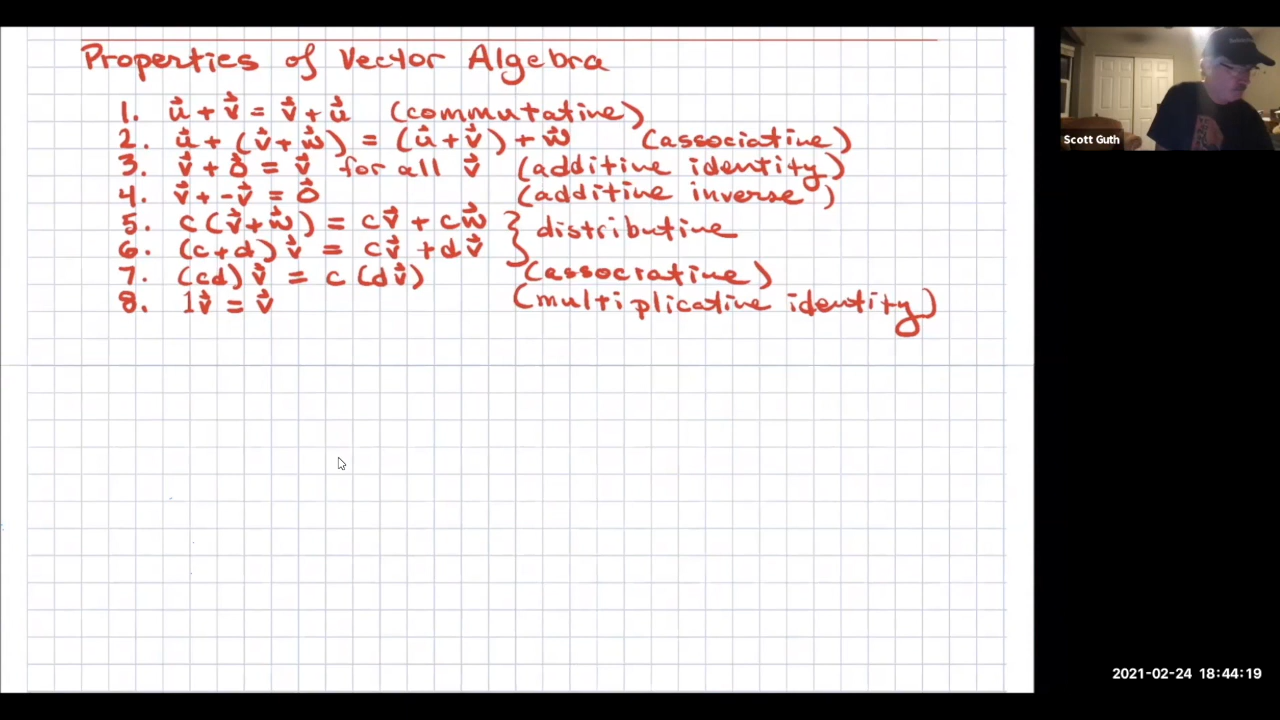 Properties of Vector Algebra
1. u⃗ + v⃗ = v⃗ + u⃗ (commutative)
2. u⃗ + (v⃗ + w⃗) = (u⃗ + v⃗) + w⃗ (associative)
3. v⃗ + 0⃗ = v⃗ for all v⃗ (additive identity)
4. v⃗ + -v⃗ = 0⃗ (additive inverse)
5. c(v⃗ + w⃗) = cv⃗ + cw⃗ } distributive
6. (c+d)v⃗ = cv⃗ + dv⃗
7. (cd)v⃗ = c(dv⃗) (associative)
8. 1v⃗ = v⃗ (multiplicative identity)
Scott Guth
2021-02-24 18:44:19